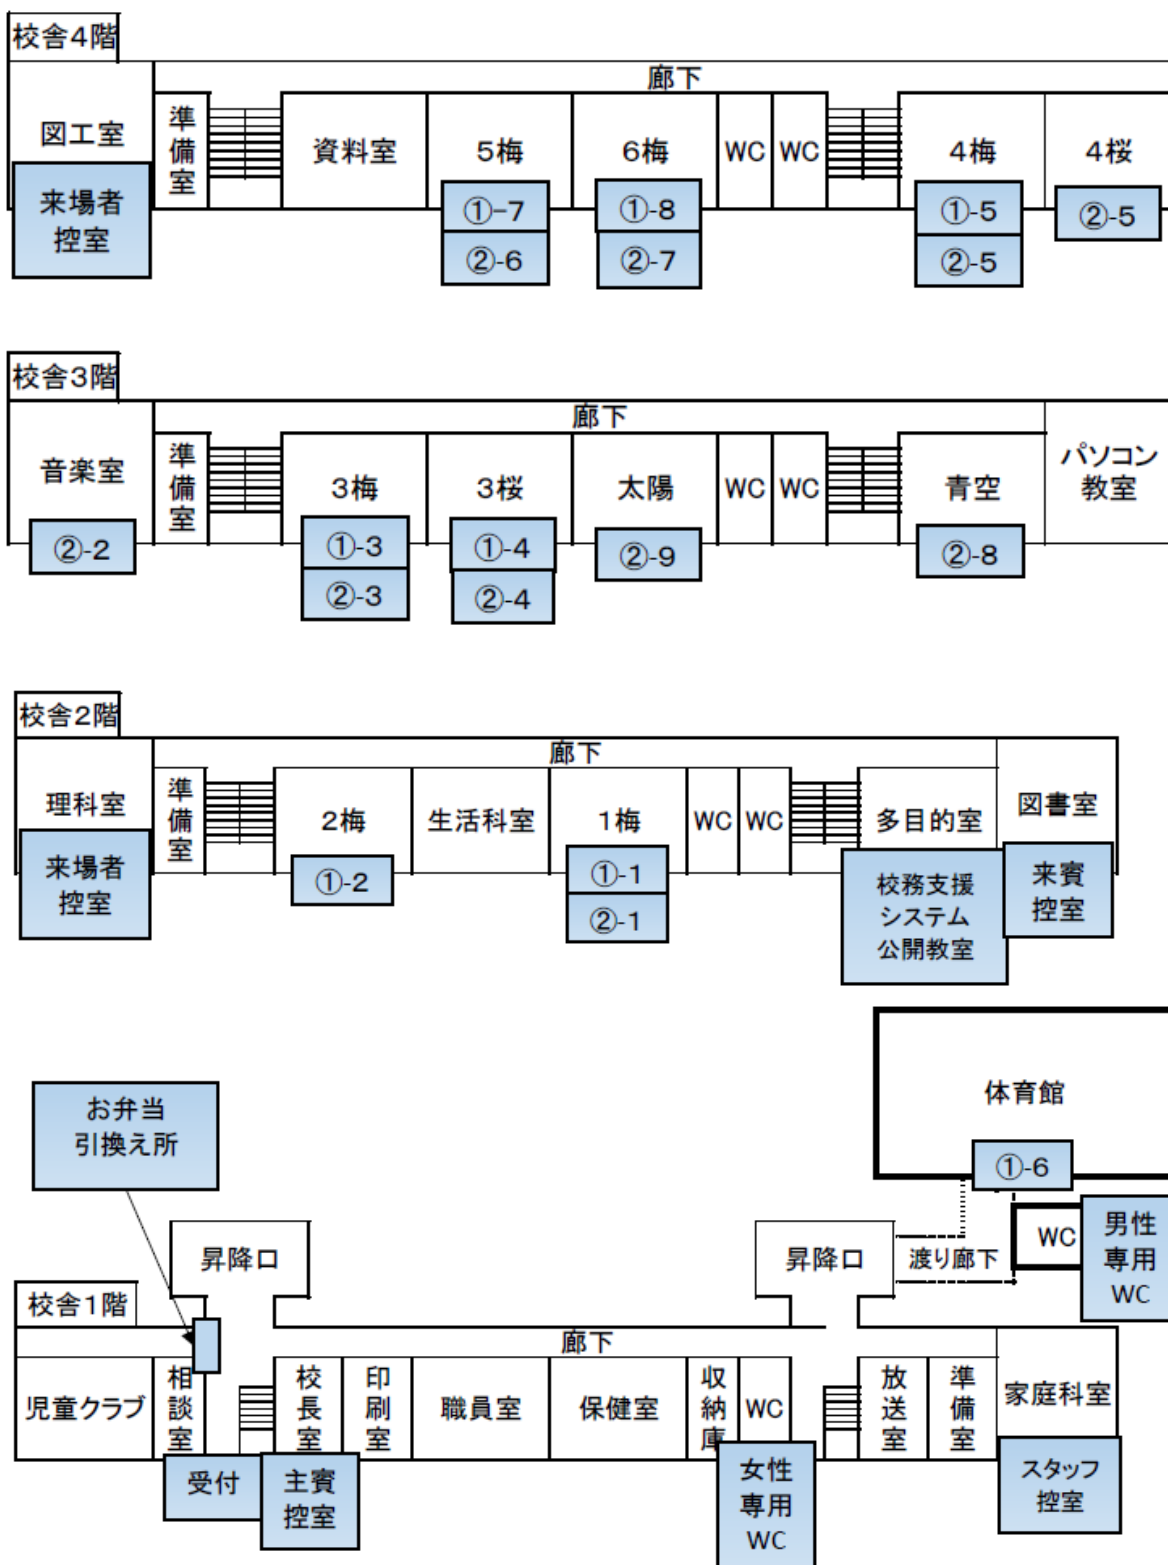 校舎4階
廊下
図工室
準備室
資料室
5梅
6梅
WC
WC
4梅
4桜
来場者
控室
①-7
②-6
①-8
②-7
①-5
②-5
②-5
校舎3階
廊下
音楽室
準備室
3梅
3桜
太陽
WC
WC
青空
パソコン
教室
②-2
①-3
②-3
①-4
②-4
②-9
②-8
校舎2階
廊下
理科室
準備室
2梅
生活科室
1梅
WC
WC
多目的室
図書室
来場者
控室
①-2
①-1
②-1
校務支援
システム
公開教室
来賓
控室
体育館
①-6
お弁当
引換え所
昇降口
昇降口
渡り廊下
WC
男性
専用
WC
校舎1階
廊下
児童クラブ
相談室
校長室
印刷室
職員室
保健室
収納庫
WC
放送室
準備室
家庭科室
受付
主賓
控室
女性
専用
WC
スタッフ
控室